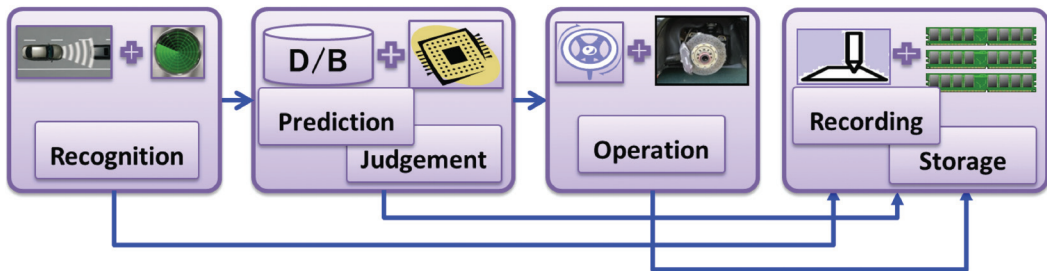 D/B
Prediction
Recording
Recognition
Judgement
Operation
Storage